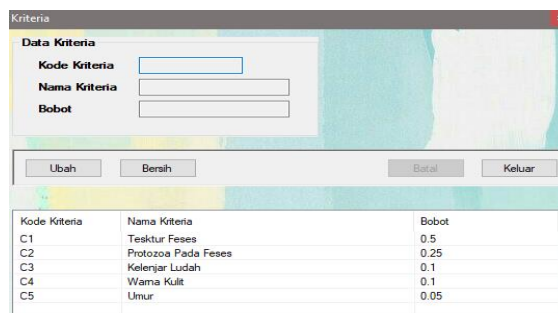 Kriteria
Data Kriteria
Kode Kriteria
Nama Kriteria
Bobot
Ubah Bersih Batal Keluar
Kode Kriteria Nama Kriteria Bobot
C1 Tesktur Feses 0.5
C2 Protozoa Pada Feses 0.25
C3 Kelenjar Ludah 0.1
C4 Warna Kulit 0.1
C5 Umur 0.05